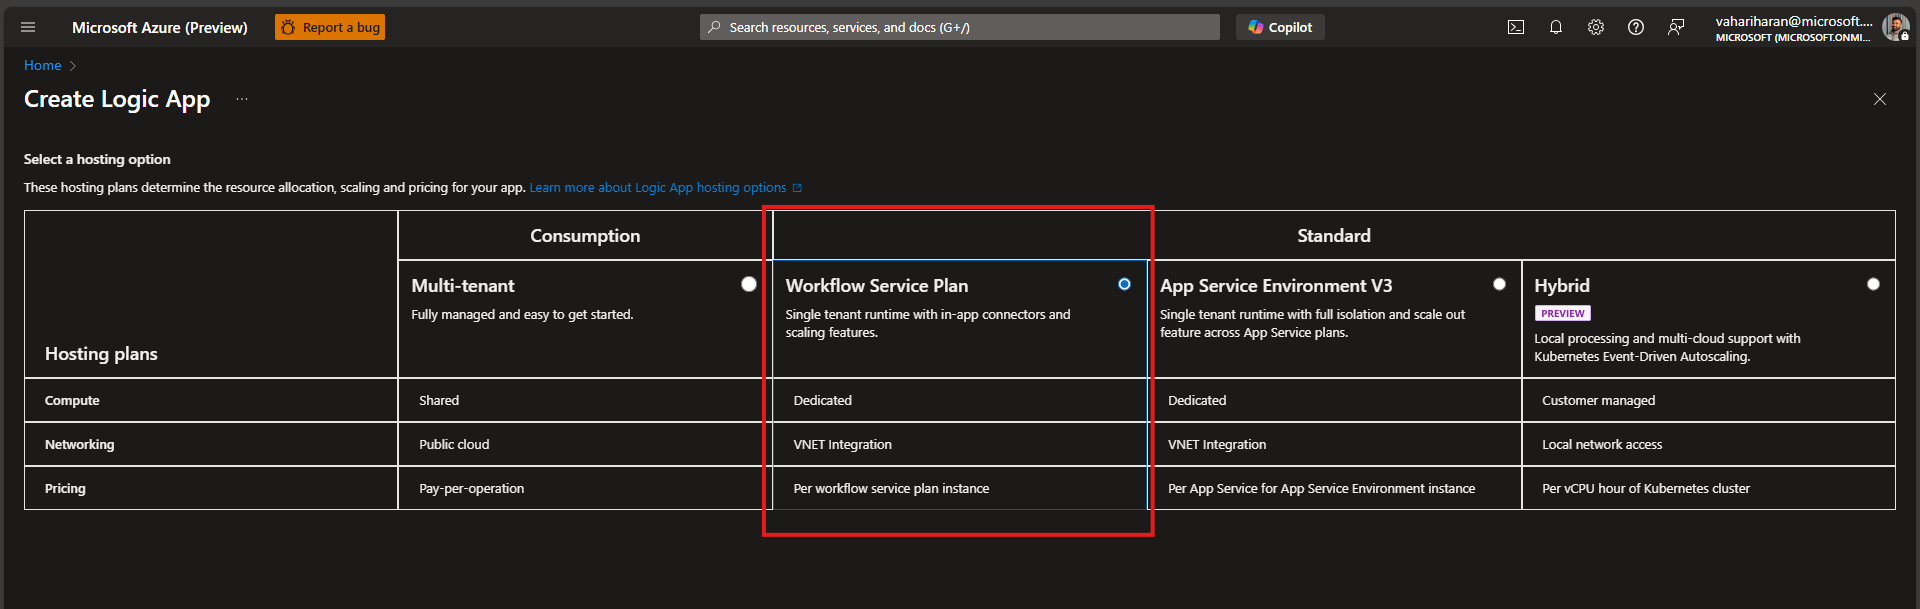 Microsoft Azure (Preview)
Report a bug
Search resources, services, and docs (G+/)
Copilot
vahariharan@microsoft....
MICROSOFT (MICROSOFT.ONMI...
Home
Create Logic App
...
Select a hosting option
These hosting plans determine the resource allocation, scaling and pricing for your app. Learn more about Logic App hosting options
Consumption
Standard
Hosting plans
Multi-tenant
Fully managed and easy to get started.
Workflow Service Plan
Single tenant runtime with in-app connectors and
scaling features.
App Service Environment V3
Single tenant runtime with full isolation and scale out
feature across App Service plans.
Hybrid
PREVIEW
Local processing and multi-cloud support with
Kubernetes Event-Driven Autoscaling.
Compute
Shared
Dedicated
Dedicated
Customer managed
Networking
Public cloud
VNET Integration
VNET Integration
Local network access
Pricing
Pay-per-operation
Per workflow service plan instance
Per App Service for App Service Environment instance
Per vCPU hour of Kubernetes cluster